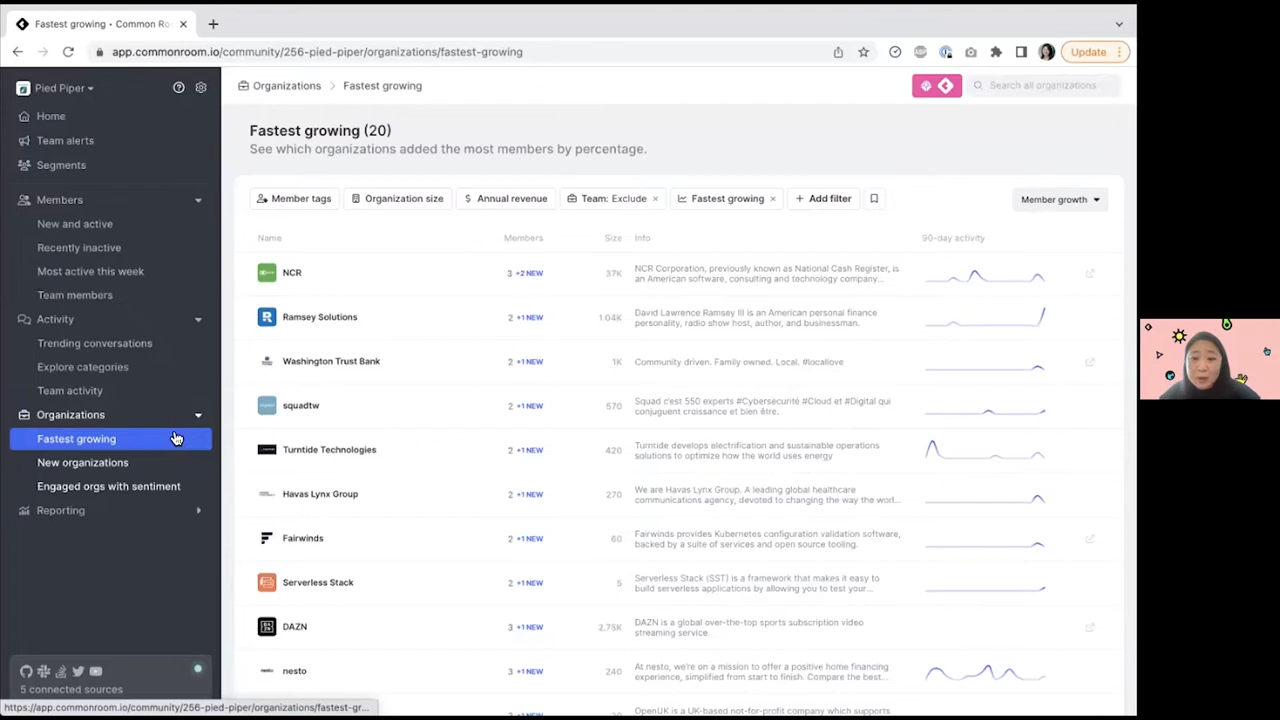 Fastest growing • Common Ro
app.commonroom.io/community/256-pied-piper/organizations/fastest-growing
Update
Pied Piper
Home
Team alerts
Segments
Members
New and active
Recently inactive
Most active this week
Team members
Activity
Trending conversations
Explore categories
Team activity
Organizations
Fastest growing
New organizations
Engaged orgs with sentiment
Reporting
5 connected sources
https://app.commonroom.io/community/256-pied-piper/organizations/fastest-gr...
Organizations > Fastest growing
Search all organizations
Fastest growing (20)
See which organizations added the most members by percentage.
Member tags Organization size $ Annual revenue Team: Exclude × Fastest growing × + Add filter Member growth
Name Members Size Info 90-day activity
NCR 3 +2 NEW 37K NCR Corporation, previously known as National Cash Register, is
an American software, consulting and technology company...
Ramsey Solutions 2 +1 NEW 1.04K David Lawrence Ramsey III is an American personal finance
personality, radio show host, author, and businessman.
Washington Trust Bank 2 +1 NEW 1K Community driven. Family owned. Local. #localove
squadtw 2 +1 NEW 570 Squad c'est 550 experts #Cybersecurité #Cloud et #Digital qui
conjuguent croissance et bien être.
Turntide Technologies 2 +1 NEW 420 Turntide develops electrification and sustainable operations
solutions to optimize how the world uses energy
Havas Lynx Group 2 +1 NEW 270 We are Havas Lynx Group. A leading global healthcare
communications agency, devoted to changing the way the worl...
Fairwinds 2 +1 NEW 60 Fairwinds provides Kubernetes configuration validation software,
backed by a suite of services and open source tooling.
Serverless Stack 2 +1 NEW 5 Serverless Stack (SST) is a framework that makes it easy to
build serverless applications by allowing you to test your...
DAZN 3 +1 NEW 2.75K DAZN is a global over-the-top sports subscription video
streaming service.
nesto 3 +1 NEW 240 At nesto, we're on a mission to offer a positive home financing
experience, simplified from start to finish. Compare the best...
OpenUK is a UK-based not-for-profit company which supports